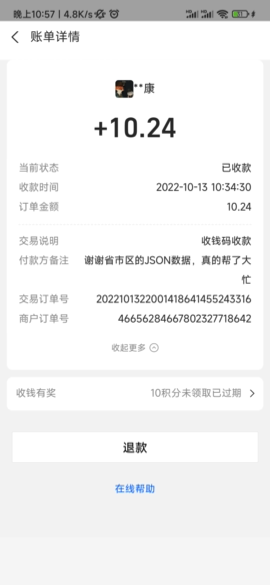 晚上10:57 | 4.8K/s
账单详情
**康
+10.24
当前状态 已收款
收款时间 2022-10-13 10:34:30
订单金额 10.24
交易说明 收钱码收款
付款方备注 谢谢省市区的JSON数据，真的帮了大
忙
交易订单号 2022101322001418641455243316
商户订单号 46656284667802327718642
收起更多
收钱有奖 10积分未领取已过期
退款
在线帮助